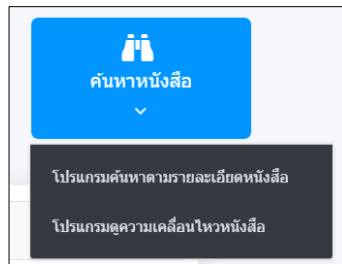 ค้นหาหนังสือ
โปรแกรมค้นหาตามรายละเอียดหนังสือ
โปรแกรมดูความเคลื่อนไหวหนังสือ